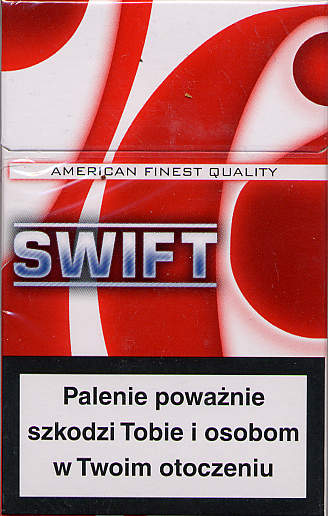 AMERICAN FINEST QUALITY
SWIFT
Palenie poważnie
szkodzi Tobie i osobom
w Twoim otoczeniu